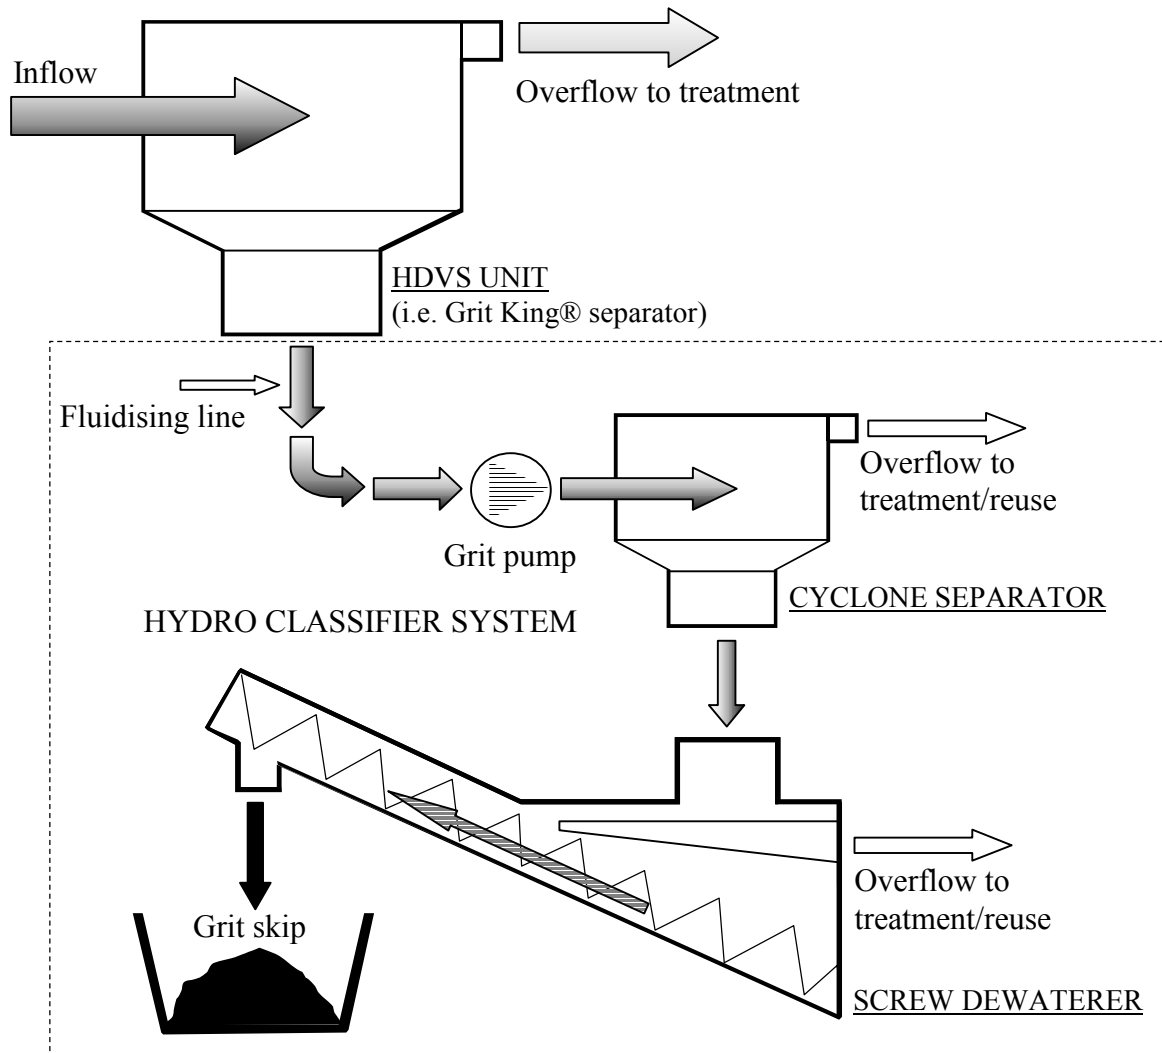 Inflow
Overflow to treatment
HDVS UNIT
(i.e. Grit King® separator)
Fluidising line
Overflow to
treatment/reuse
Grit pump
CYCLONE SEPARATOR
HYDRO CLASSIFIER SYSTEM
Overflow to
treatment/reuse
Grit skip
SCREW DEWATERER